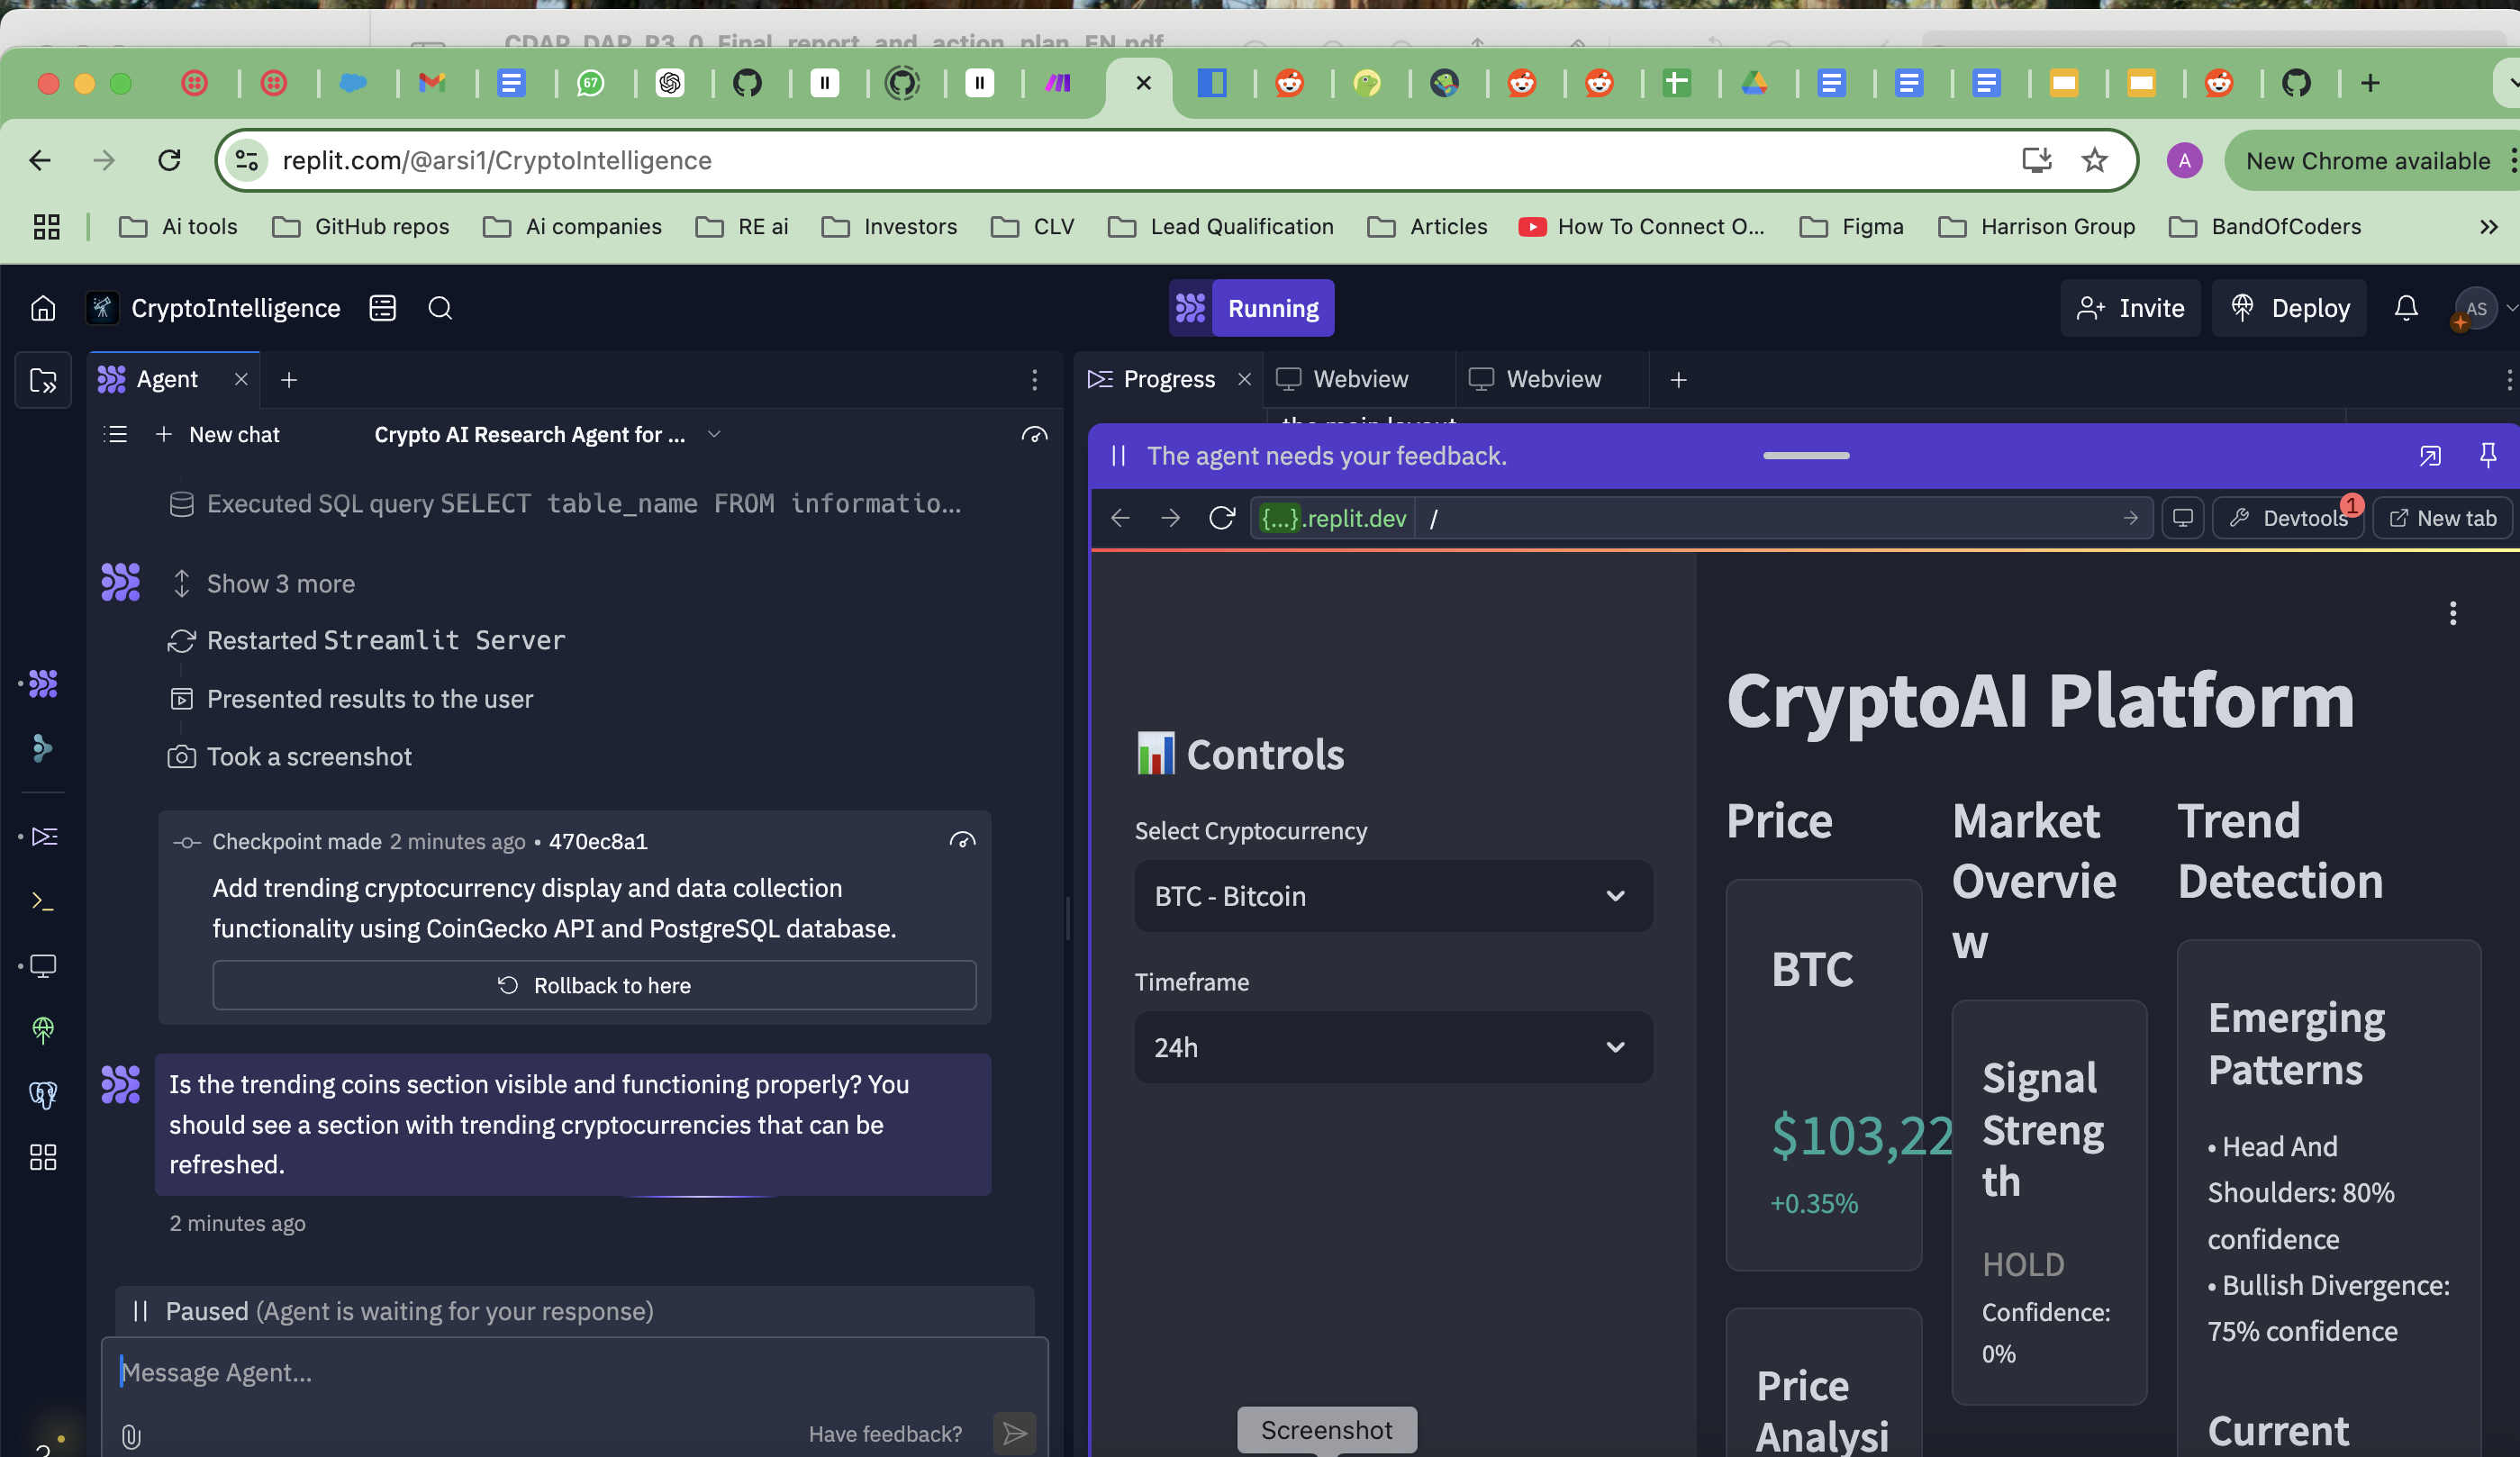 CDAP_DAP_R3_0_Final_report_and_action_plan_EN.pdf
67
replit.com/@arsi1/CryptoIntelligence
A
New Chrome available
Ai tools
GitHub repos
Ai companies
RE ai
Investors
CLV
Lead Qualification
Articles
How To Connect O...
Figma
Harrison Group
BandOfCoders
CryptoIntelligence
Running
Invite
Deploy
AS
Agent
Progress
Webview
Webview
New chat
Crypto AI Research Agent for ...
Executed SQL query SELECT table_name FROM informatio...
Show 3 more
Restarted Streamlit Server
Presented results to the user
Took a screenshot
Checkpoint made 2 minutes ago • 470ec8a1
Add trending cryptocurrency display and data collection
functionality using CoinGecko API and PostgreSQL database.
Rollback to here
Is the trending coins section visible and functioning properly? You
should see a section with trending cryptocurrencies that can be
refreshed.
2 minutes ago
Paused (Agent is waiting for your response)
Message Agent...
Have feedback?
the main layout
The agent needs your feedback.
{...}.replit.dev
/
Devtools
1
New tab
Controls
Select Cryptocurrency
BTC - Bitcoin
Timeframe
24h
CryptoAI Platform
Price
BTC
$103,22
+0.35%
Price
Analysi
Market
Overvie
w
Signal
Streng
th
HOLD
Confidence:
0%
Trend
Detection
Emerging
Patterns
• Head And
Shoulders: 80%
confidence
• Bullish Divergence:
75% confidence
Current
Screenshot